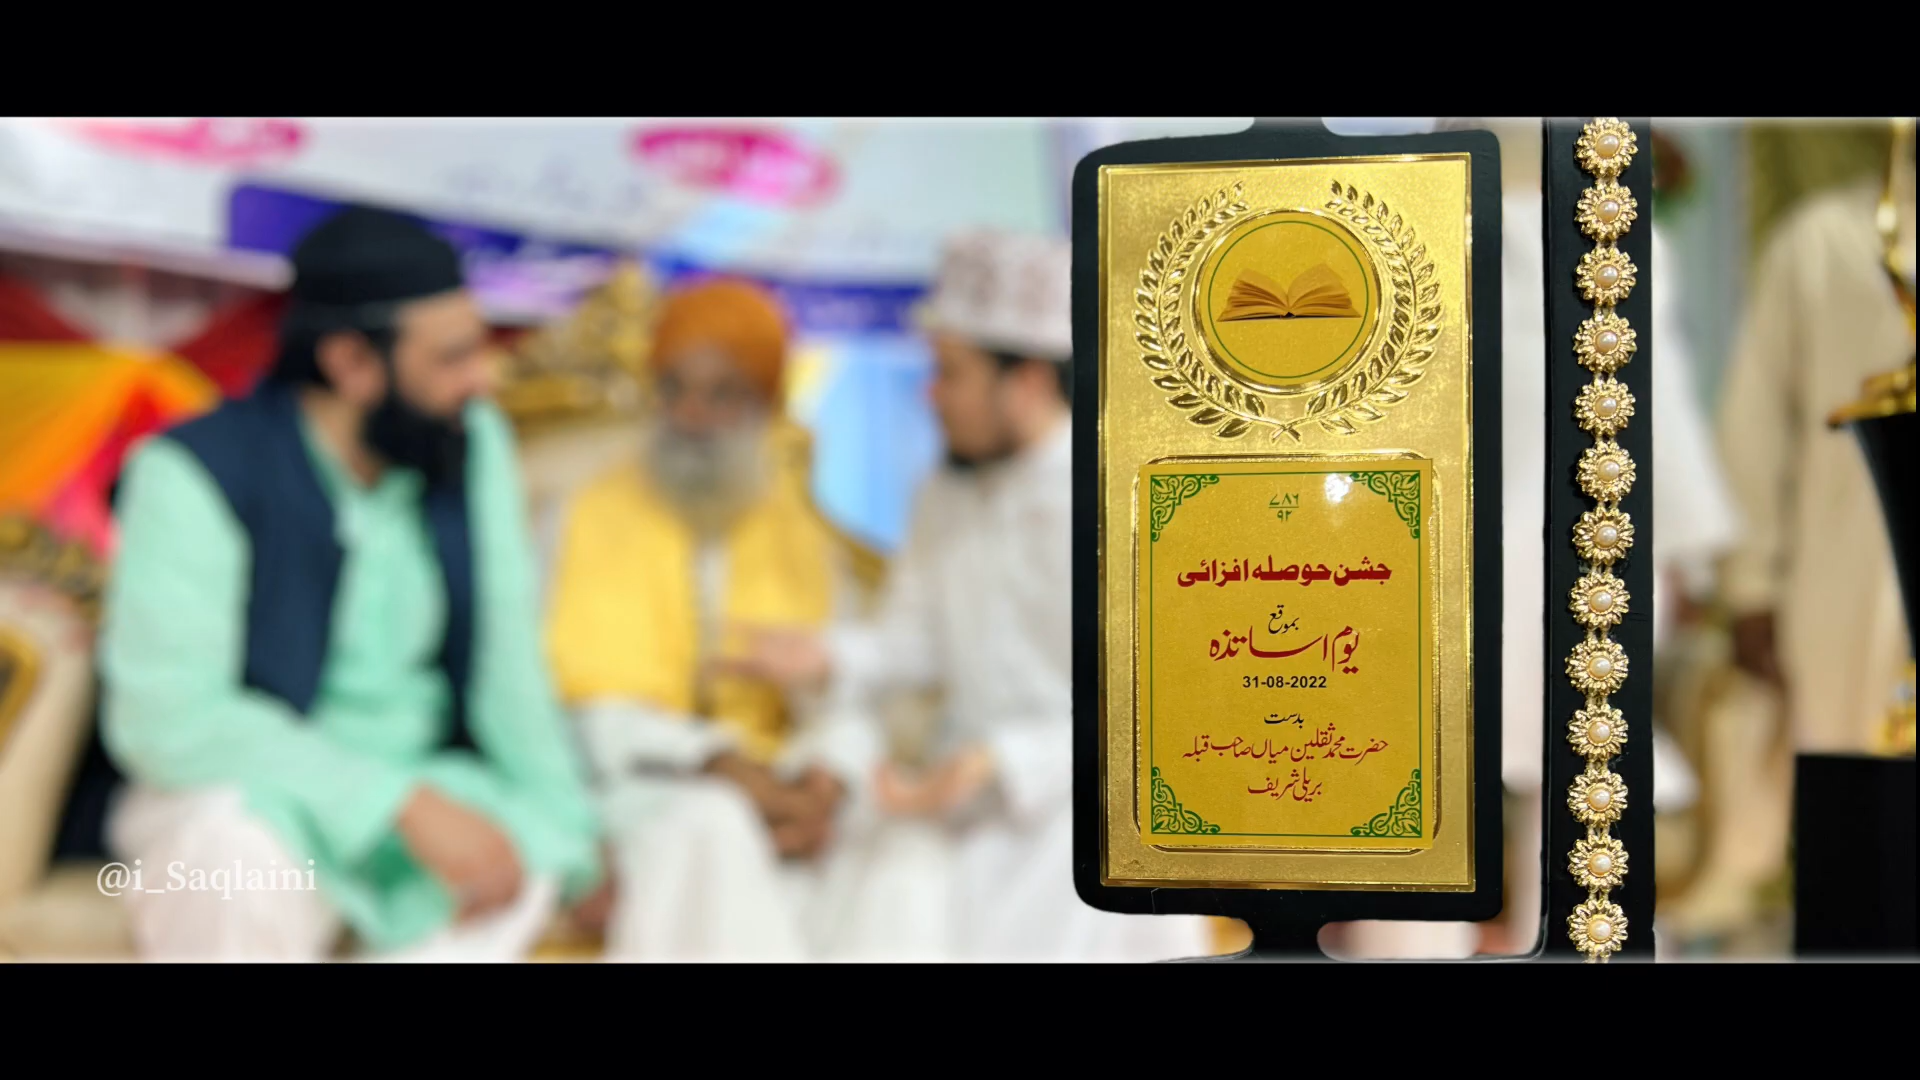 ۷۸۶
۹۲
جشن حوصلہ افزائی
بموقع
یوم اساتذہ
31-08-2022
بدست
حضرت محمد ثقلین میاں صاحب قبلہ
بریلی شریف
@i_Saqlaini